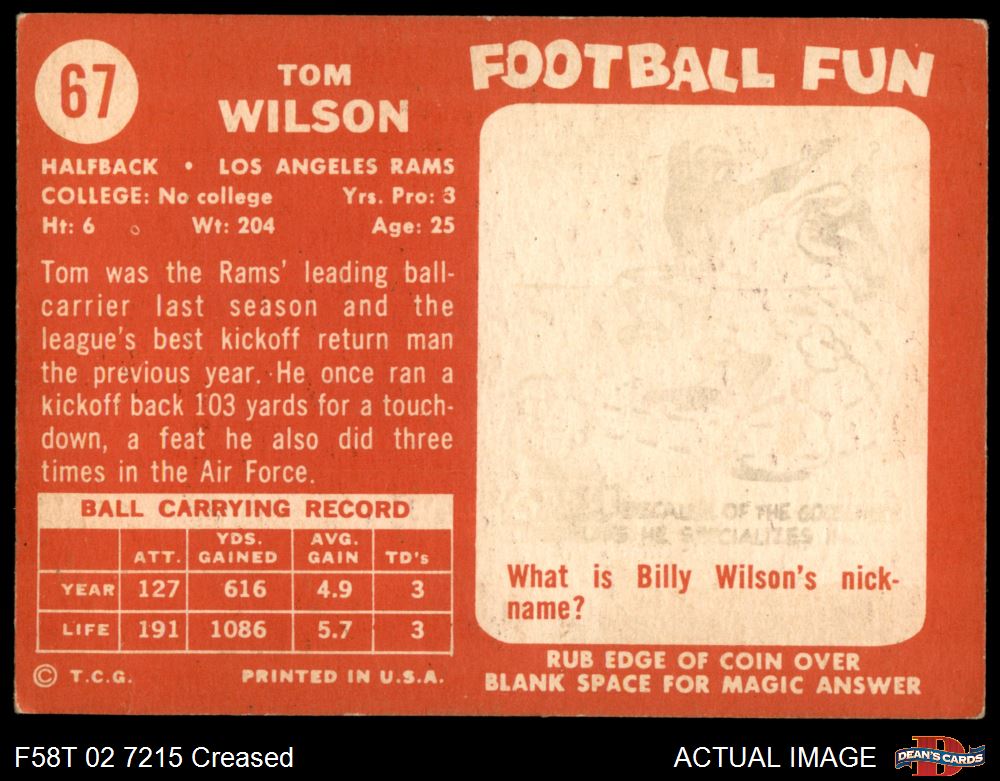 67
TOM
WILSON
HALFBACK • LOS ANGELES RAMS
COLLEGE: No college Yrs. Pro: 3
Ht: 6 Wt: 204 Age: 25
Tom was the Rams' leading ball-
carrier last season and the
league's best kickoff return man
the previous year. He once ran a
kickoff back 103 yards for a touch-
down, a feat he also did three
times in the Air Force.
BALL CARRYING RECORD
ATT. YDS. GAINED AVG. GAIN TD's
YEAR 127 616 4.9 3
LIFE 191 1086 5.7 3
© T.C.G. PRINTED IN U.S.A.
FOOTBALL FUN
OF THE
HE SPECIALIZES
What is Billy Wilson's nick-
name?
RUB EDGE OF COIN OVER
BLANK SPACE FOR MAGIC ANSWER
F58T 02 7215 Creased
ACTUAL IMAGE
DEAN'S CARDS